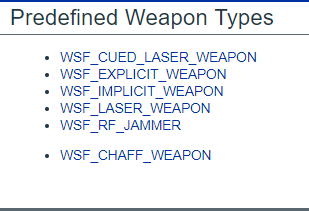 Predefined Weapon Types
WSF_CUED_LASER_WEAPON
WSF_EXPLICIT_WEAPON
WSF_IMPLICIT_WEAPON
WSF_LASER_WEAPON
WSF_RF_JAMMER
WSF_CHAFF_WEAPON